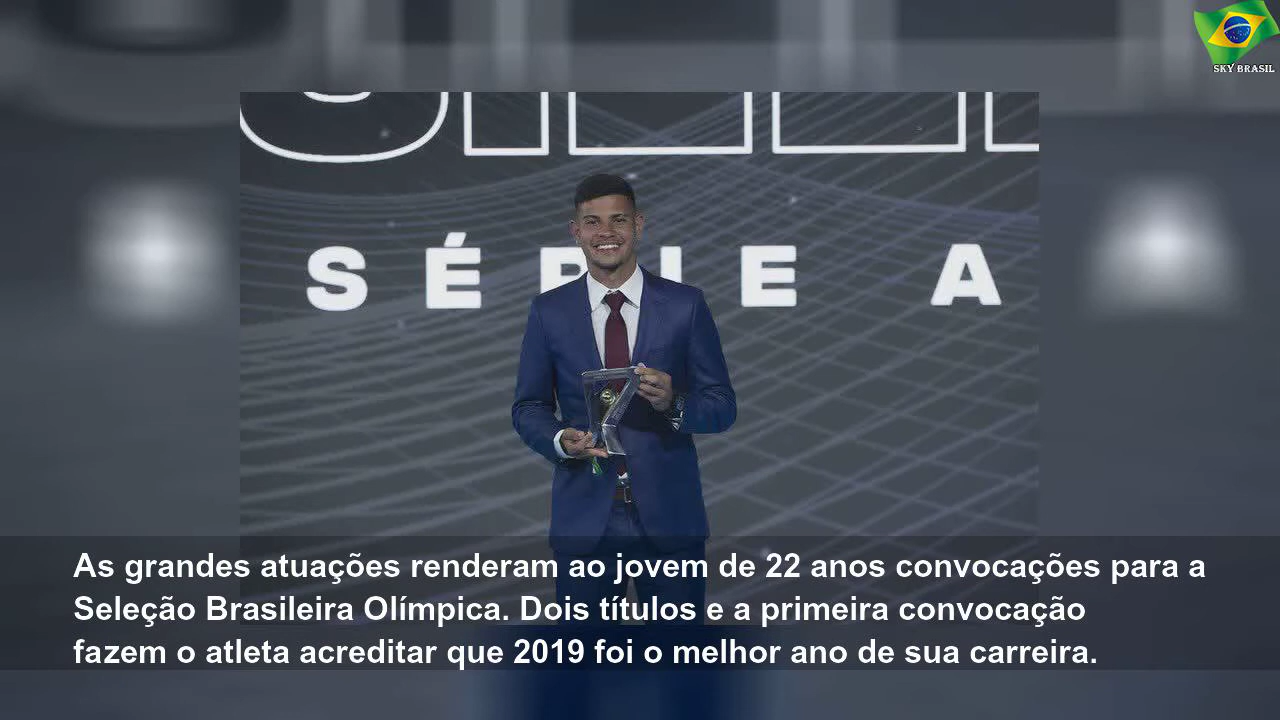 SKY BRASIL
SÉRIE A
As grandes atuações renderam ao jovem de 22 anos convocações para a
Seleção Brasileira Olímpica. Dois títulos e a primeira convocação
fazem o atleta acreditar que 2019 foi o melhor ano de sua carreira.